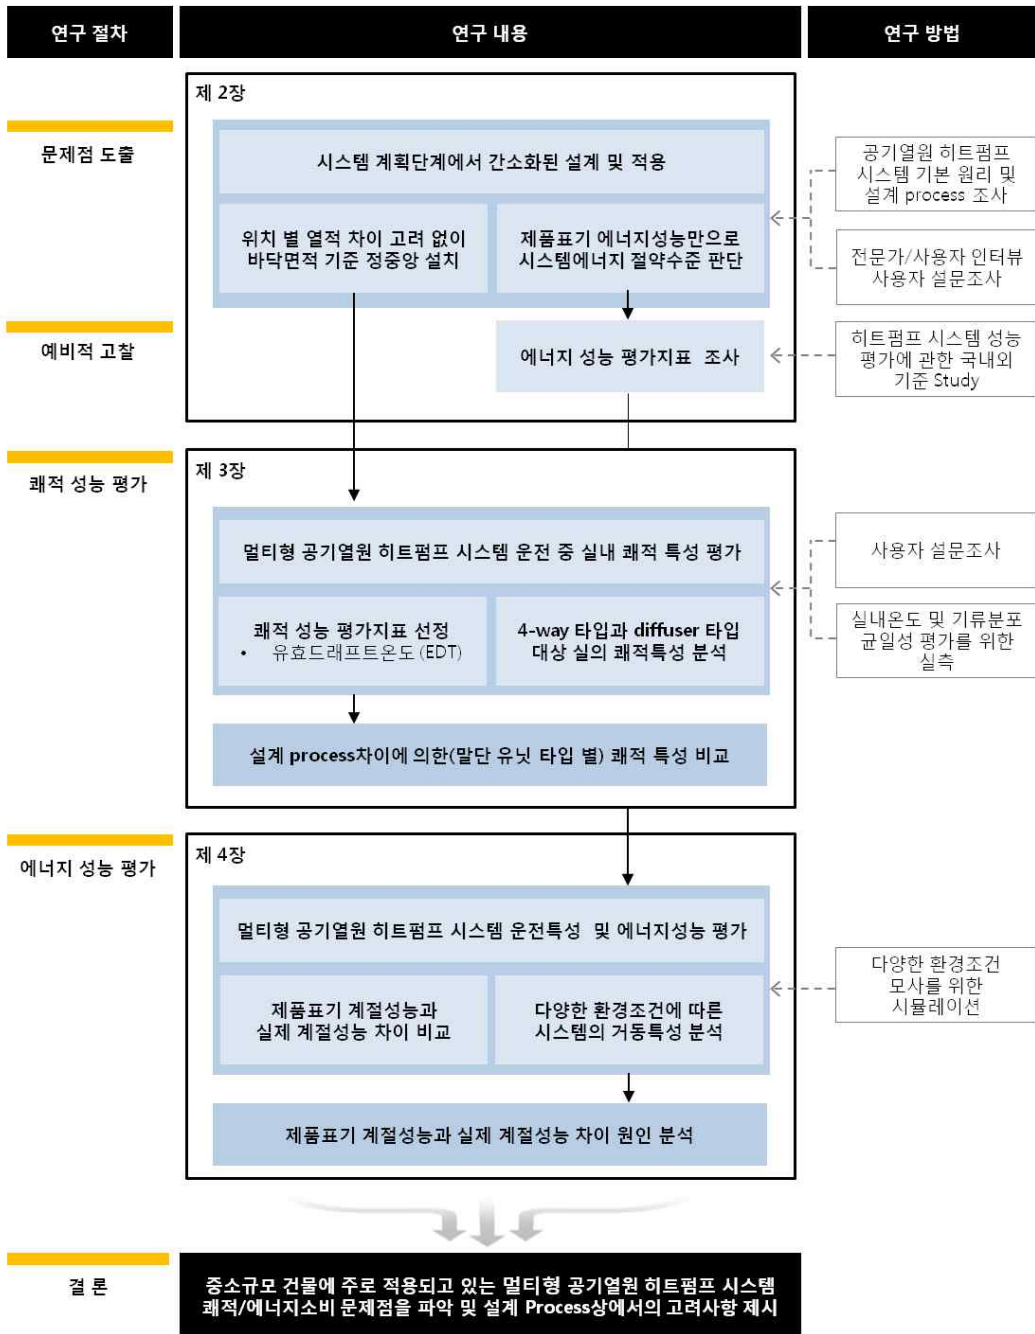 연구 절차
연구 내용
연구 방법
제 2장
문제점 도출
시스템 계획단계에서 간소화된 설계 및 적용
위치 별 열적 차이 고려 없이
바닥면적 기준 정중앙 설치
제품표기 에너지성능만으로
시스템에너지 절약수준 판단
공기열원 히트펌프
시스템 기본 원리 및
설계 process 조사
전문가/사용자 인터뷰
사용자 설문조사
예비적 고찰
에너지 성능 평가지표 조사
히트펌프 시스템 성능
평가에 관한 국내외
기준 Study
쾌적 성능 평가
제 3장
멀티형 공기열원 히트펌프 시스템 운전 중 실내 쾌적 특성 평가
쾌적 성능 평가지표 선정
• 유효드래프트온도(EDT)
4-way 타입과 diffuser 타입
대상 실의 쾌적특성 분석
사용자 설문조사
실내온도 및 기류분포
균일성 평가를 위한
실측
설계 process차이에 의한(말단 유닛 타입 별) 쾌적 특성 비교
에너지 성능 평가
제 4장
멀티형 공기열원 히트펌프 시스템 운전특성 및 에너지성능 평가
제품표기 계절성능과
실제 계절성능 차이 비교
다양한 환경조건에 따른
시스템의 거동특성 분석
다양한 환경조건
모사를 위한
시뮬레이션
제품표기 계절성능과 실제 계절성능 차이 원인 분석
결 론
중소규모 건물에 주로 적용되고 있는 멀티형 공기열원 히트펌프 시스템
쾌적/에너지소비 문제점을 파악 및 설계 Process상에서의 고려사항 제시